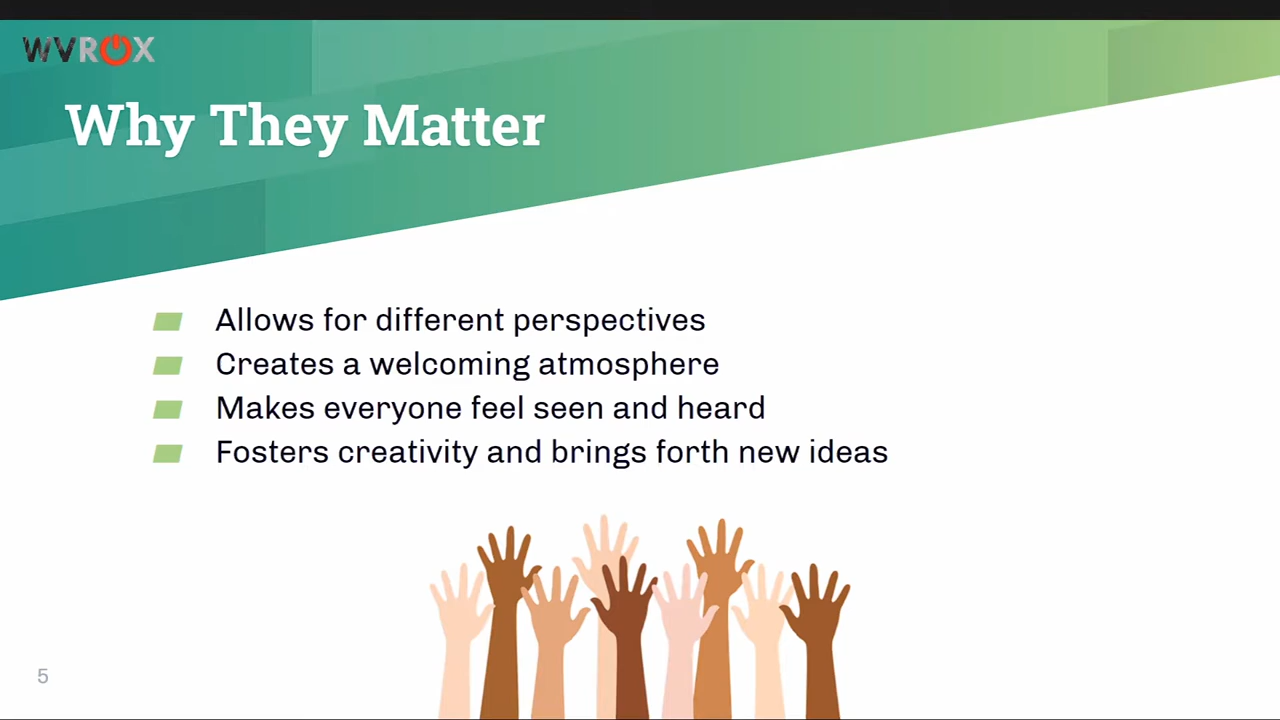 WVROX
Why They Matter
Allows for different perspectives
Creates a welcoming atmosphere
Makes everyone feel seen and heard
Fosters creativity and brings forth new ideas
5